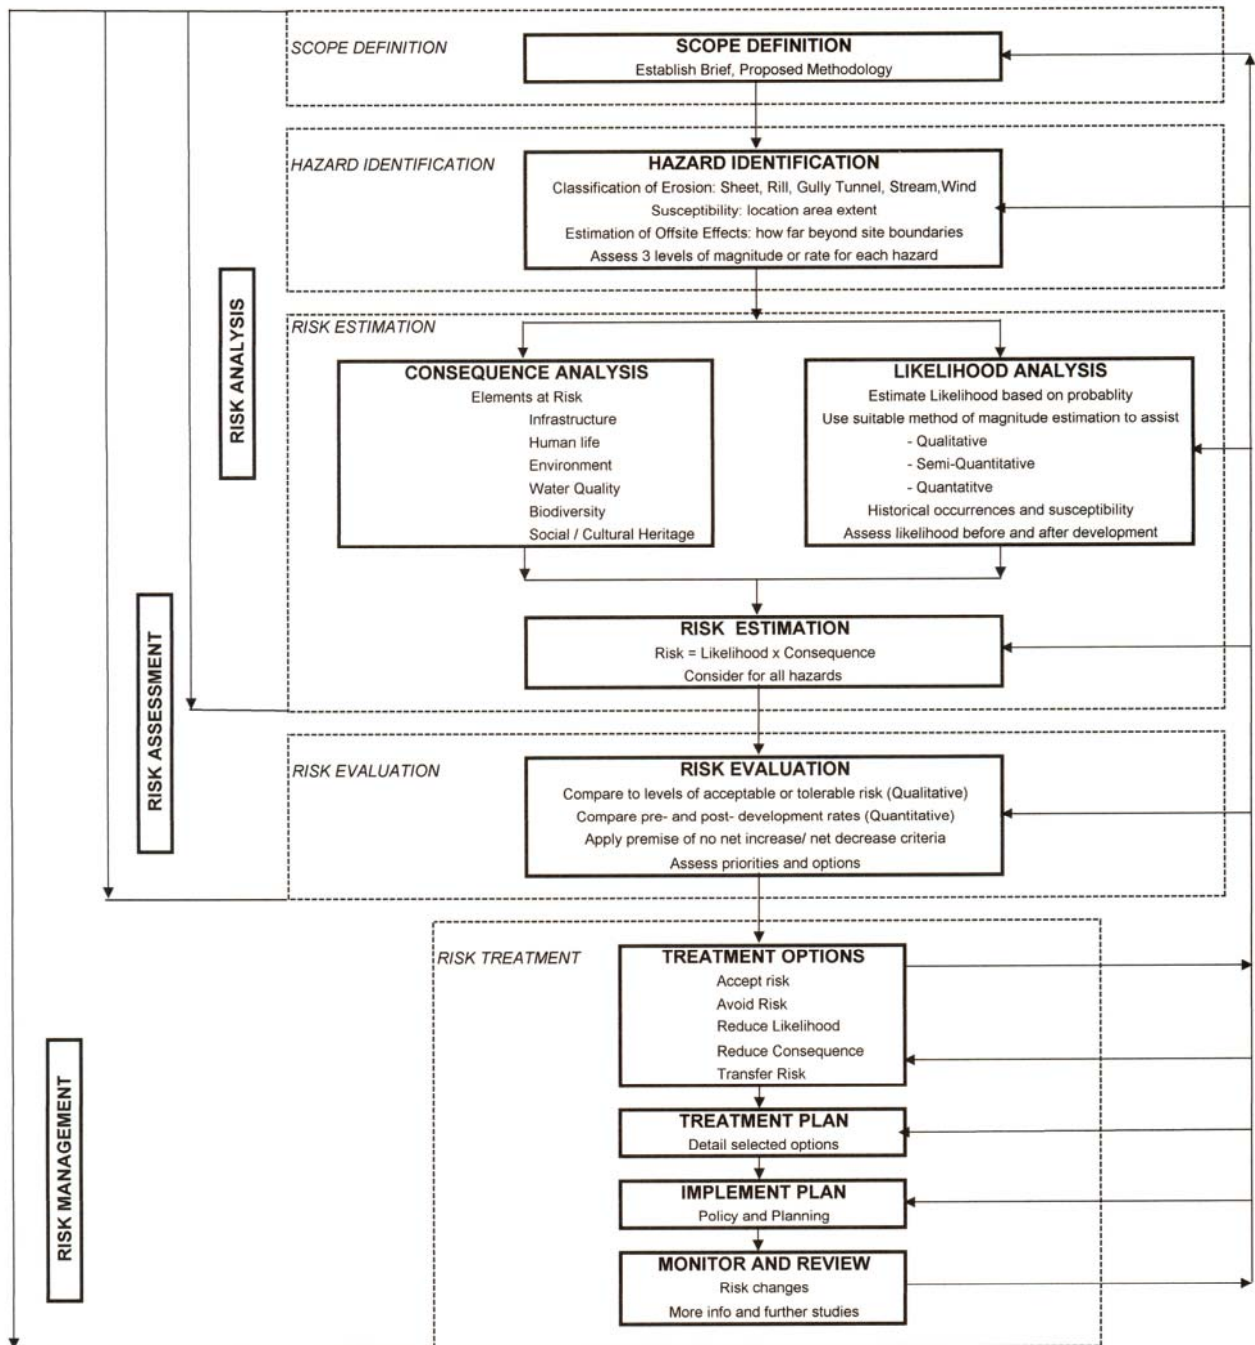 SCOPE DEFINITION
SCOPE DEFINITION
Establish Brief, Proposed Methodology
HAZARD IDENTIFICATION
HAZARD IDENTIFICATION
Classification of Erosion: Sheet, Rill, Gully Tunnel, Stream,Wind
Susceptibility: location area extent
Estimation of Offsite Effects: how far beyond site boundaries
Assess 3 levels of magnitude or rate for each hazard
RISK ANALYSIS
RISK ESTIMATION
CONSEQUENCE ANALYSIS
Elements at Risk
Infrastructure
Human life
Environment
Water Quality
Biodiversity
Social / Cultural Heritage
LIKELIHOOD ANALYSIS
Estimate Likelihood based on probablity
Use suitable method of magnitude estimation to assist
- Qualitative
- Semi-Quantitative
- Quantatitve
Historical occurrences and susceptibility
Assess likelihood before and after development
RISK ESTIMATION
Risk = Likelihood x Consequence
Consider for all hazards
RISK ASSESSMENT
RISK EVALUATION
RISK EVALUATION
Compare to levels of acceptable or tolerable risk (Qualitative)
Compare pre- and post- development rates (Quantitative)
Apply premise of no net increase/ net decrease criteria
Assess priorities and options
RISK TREATMENT
TREATMENT OPTIONS
Accept risk
Avoid Risk
Reduce Likelihood
Reduce Consequence
Transfer Risk
RISK MANAGEMENT
TREATMENT PLAN
Detail selected options
IMPLEMENT PLAN
Policy and Planning
MONITOR AND REVIEW
Risk changes
More info and further studies